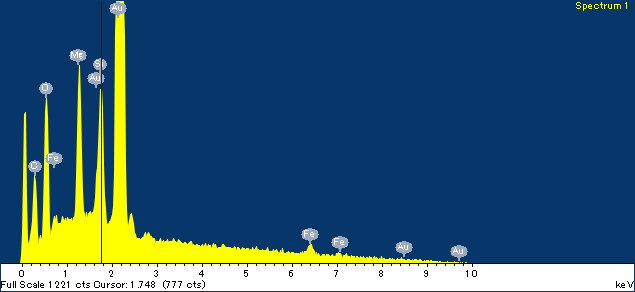 Spectrum 1
Au
Mg
Si
Au
O
Fe
Fe
Fe
Au
Au
0 1 2 3 4 5 6 7 8 9 10
Full Scale 1221 cts Cursor: 1.748 (777 cts) keV